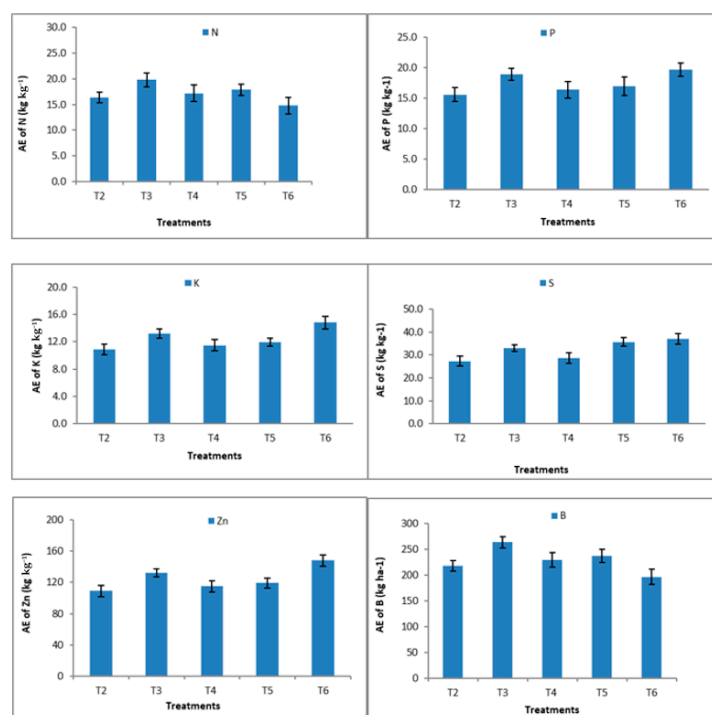 N
30.0
25.0
20.0
15.0
10.0
5.0
0.0
AE of N (kg kg⁻¹)
T2 T3 T4 T5 T6
Treatments
P
25.0
20.0
15.0
10.0
5.0
0.0
AE of P (kg kg-1)
T2 T3 T4 T5 T6
Treatments
K
20.0
16.0
12.0
8.0
4.0
0.0
AE of K (kg kg⁻¹)
T2 T3 T4 T5 T6
Treatments
S
50.0
40.0
30.0
20.0
10.0
0.0
AE of S (kg kg-1)
T2 T3 T4 T5 T6
Treatments
Zn
200
160
120
80
40
0
AE of Zn (kg kg⁻¹)
T2 T3 T4 T5 T6
Treatments
B
300
250
200
150
100
50
0
AE of B (kg ha-1)
T2 T3 T4 T5 T6
Treatments